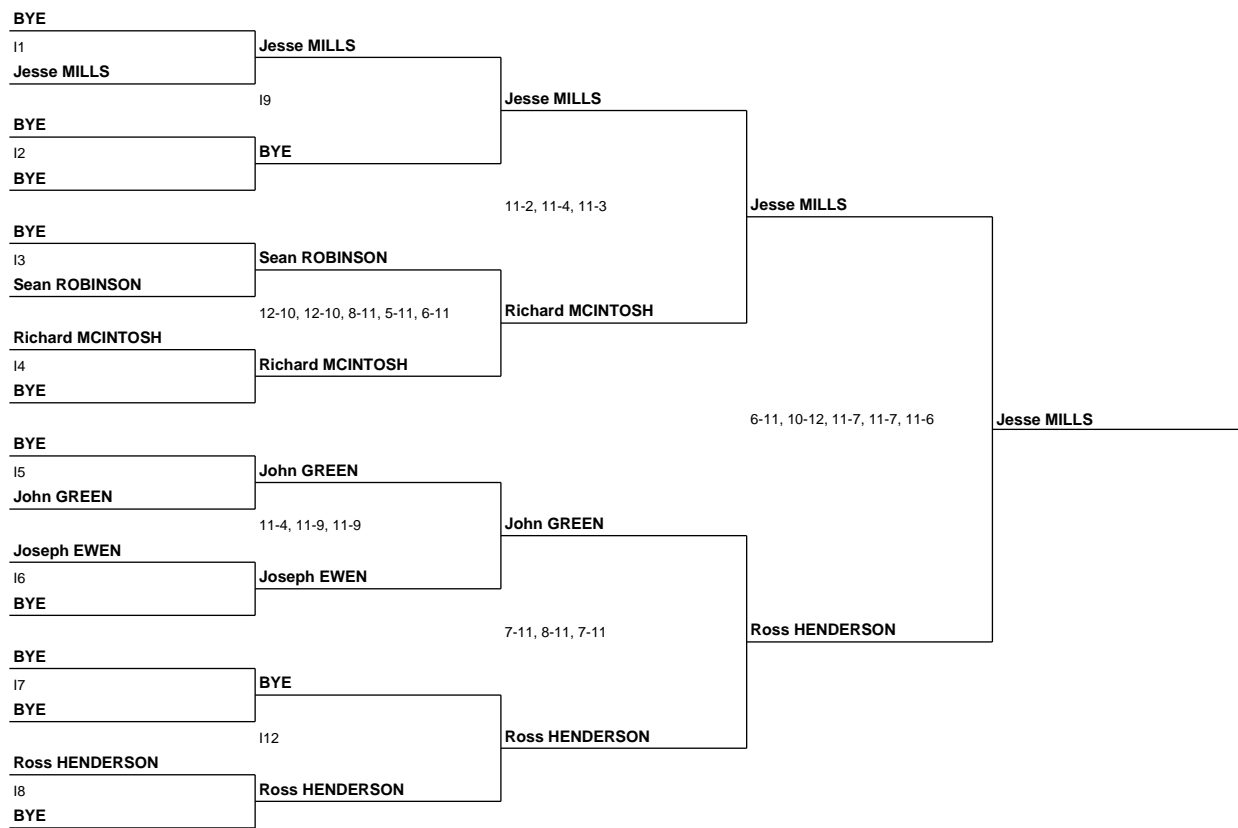 BYE
I1
Jesse MILLS
Jesse MILLS
I9
Jesse MILLS
BYE
I2
BYE
BYE
11-2, 11-4, 11-3
Jesse MILLS
BYE
I3
Sean ROBINSON
Sean ROBINSON
12-10, 12-10, 8-11, 5-11, 6-11
Richard MCINTOSH
Richard MCINTOSH
I4
Richard MCINTOSH
BYE
6-11, 10-12, 11-7, 11-7, 11-6
Jesse MILLS
BYE
I5
John GREEN
John GREEN
11-4, 11-9, 11-9
John GREEN
Joseph EWEN
I6
Joseph EWEN
BYE
7-11, 8-11, 7-11
Ross HENDERSON
BYE
I7
BYE
BYE
I12
Ross HENDERSON
Ross HENDERSON
I8
Ross HENDERSON
BYE